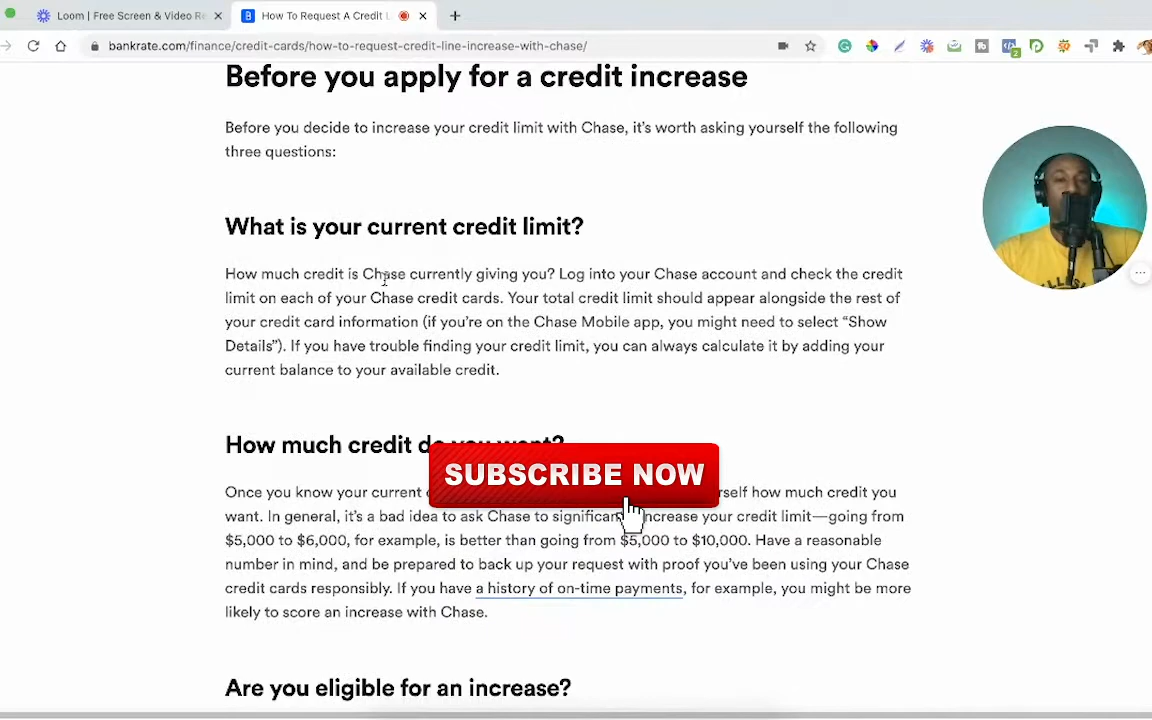 Loom | Free Screen & Video Re
How To Request A Credit L
bankrate.com/finance/credit-cards/how-to-request-credit-line-increase-with-chase/
2
Before you apply for a credit increase
Before you decide to increase your credit limit with Chase, it's worth asking yourself the following
three questions:
What is your current credit limit?
How much credit is Chase currently giving you? Log into your Chase account and check the credit
limit on each of your Chase credit cards. Your total credit limit should appear alongside the rest of
your credit card information (if you're on the Chase Mobile app, you might need to select “Show
Details”). If you have trouble finding your credit limit, you can always calculate it by adding your
current balance to your available credit.
How much credit do you want?
SUBSCRIBE NOW
Once you know your current rself how much credit you
want. In general, it's a bad idea to ask Chase to significan increase your credit limit—going from
$5,000 to $6,000, for example, is better than going from $5,000 to $10,000. Have a reasonable
number in mind, and be prepared to back up your request with proof you've been using your Chase
credit cards responsibly. If you have a history of on-time payments, for example, you might be more
likely to score an increase with Chase.
Are you eligible for an increase?